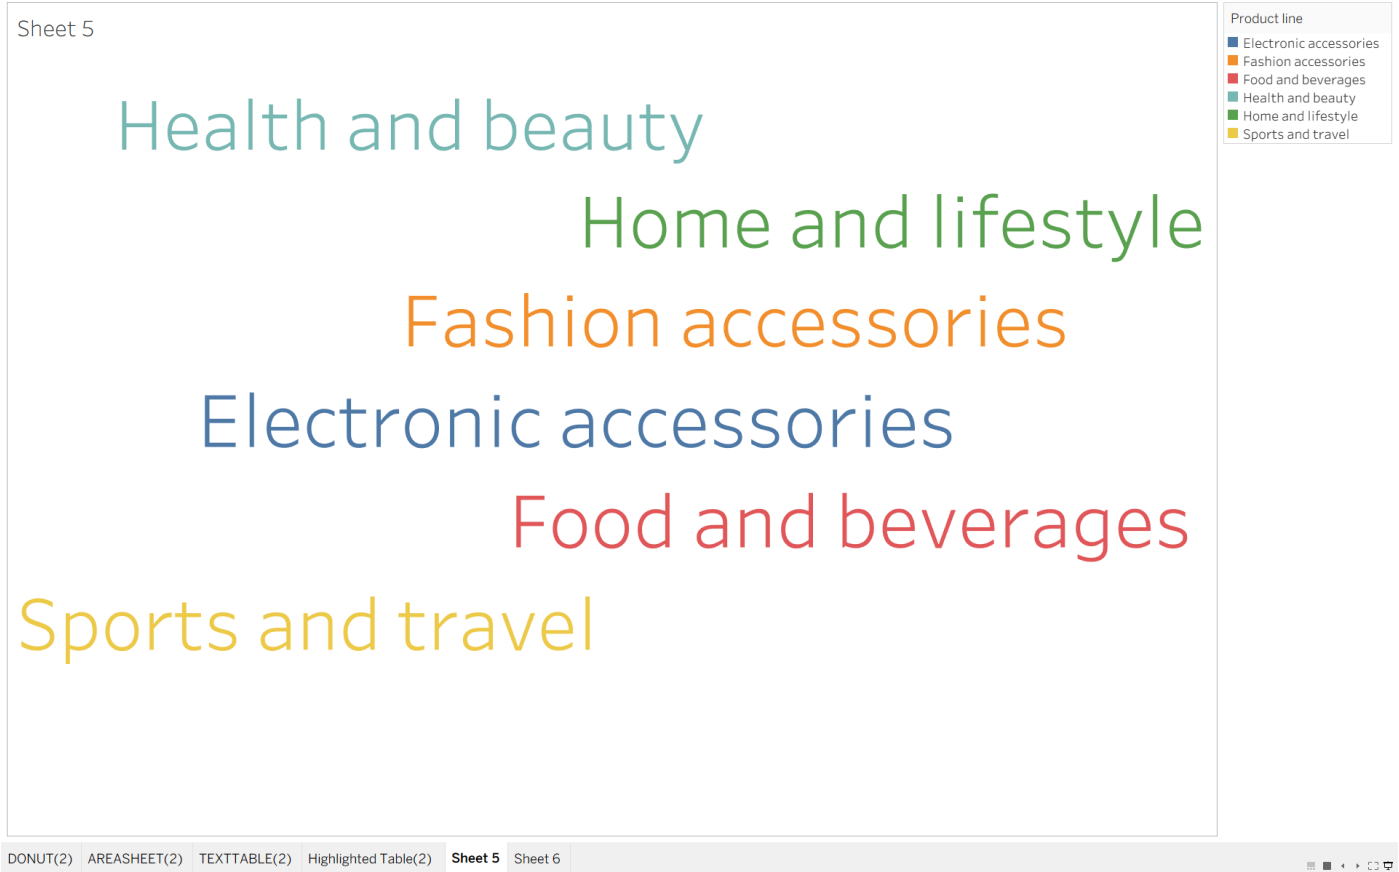 Sheet 5
Health and beauty
Home and lifestyle
Fashion accessories
Electronic accessories
Food and beverages
Sports and travel
Product line
Electronic accessories
Fashion accessories
Food and beverages
Health and beauty
Home and lifestyle
Sports and travel
DONUT(2) AREASHEET(2) TEXTTABLE(2) Highlighted Table(2) Sheet 5 Sheet 6